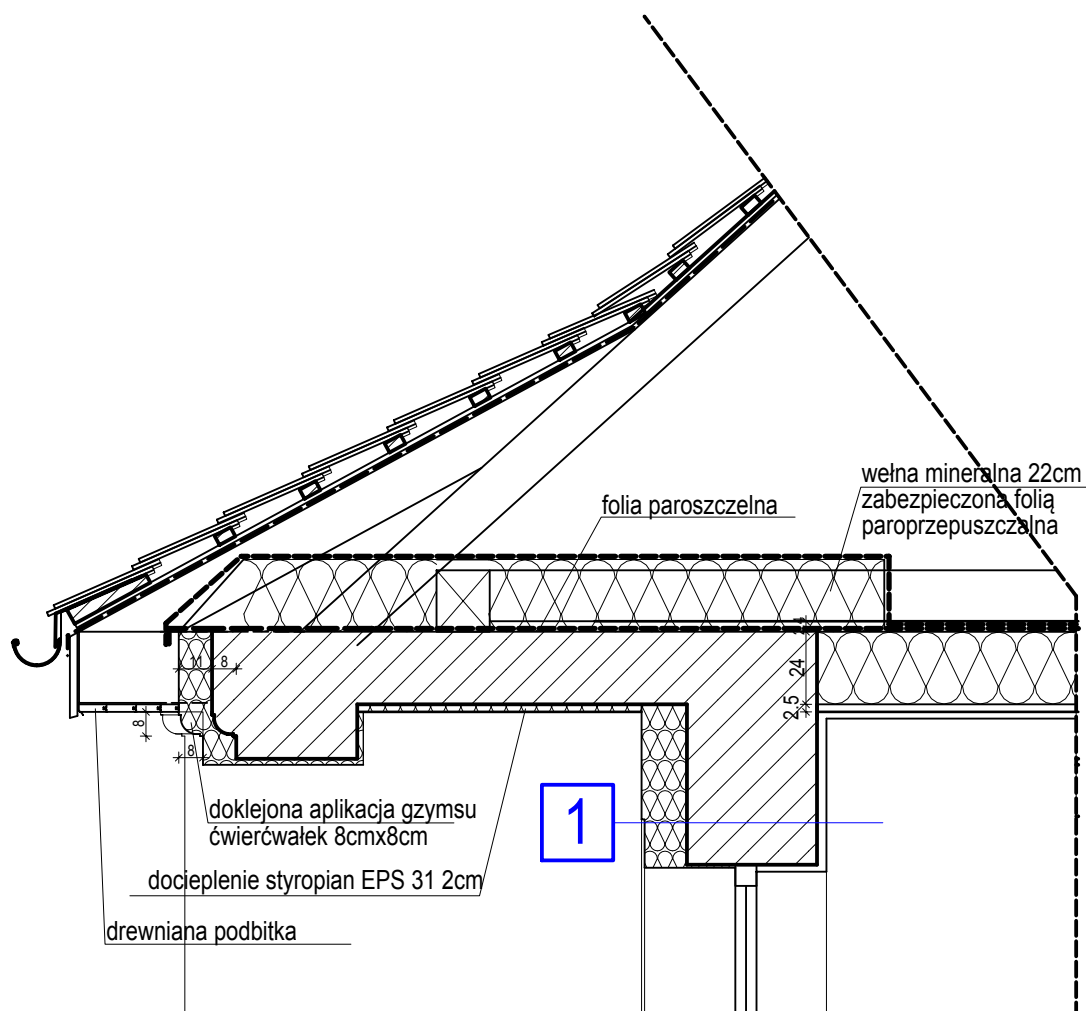 wełna mineralna 22cm
zabezpieczona folią
paroprzepuszczalna
folia paroszczelna
11
8
24
2.5
8
8
1
doklejona aplikacja gzymsu
ćwierćwałek 8cmx8cm
docieplenie styropian EPS 31 2cm
drewniana podbitka